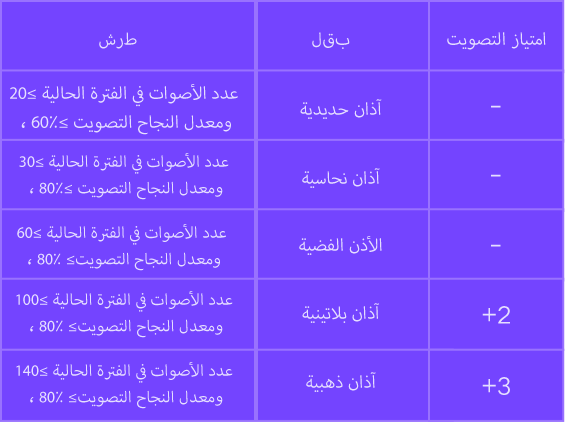 امتياز التصويت
بقل
طرش
–
آذان حديدية
عدد الأصوات في الفترة الحالية ≥20
ومعدل النجاح التصويت ≥60٪ ،
–
آذان نحاسية
عدد الأصوات في الفترة الحالية ≥30
ومعدل النجاح التصويت ≥80٪ ،
–
الأذن الفضية
عدد الأصوات في الفترة الحالية ≥60
ومعدل النجاح التصويت≥ 80٪ ،
+2
آذان بلاتينية
عدد الأصوات في الفترة الحالية ≥100
ومعدل النجاح التصويت≥ 80٪ ،
+3
آذان ذهبية
عدد الأصوات في الفترة الحالية ≥140
ومعدل النجاح التصويت≥ 80٪ ،